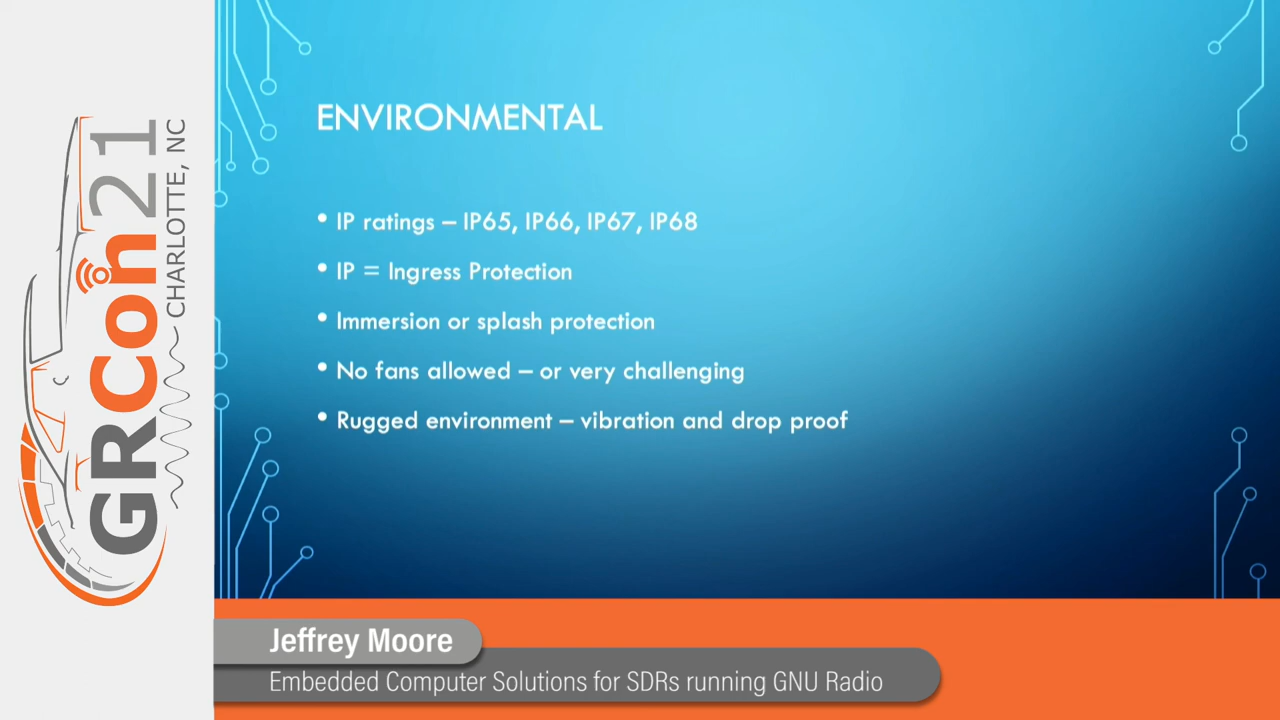 GRCon21
CHARLOTTE, NC
ENVIRONMENTAL
• IP ratings – IP65, IP66, IP67, IP68
• IP = Ingress Protection
• Immersion or splash protection
• No fans allowed – or very challenging
• Rugged environment – vibration and drop proof
Jeffrey Moore
Embedded Computer Solutions for SDRs running GNU Radio